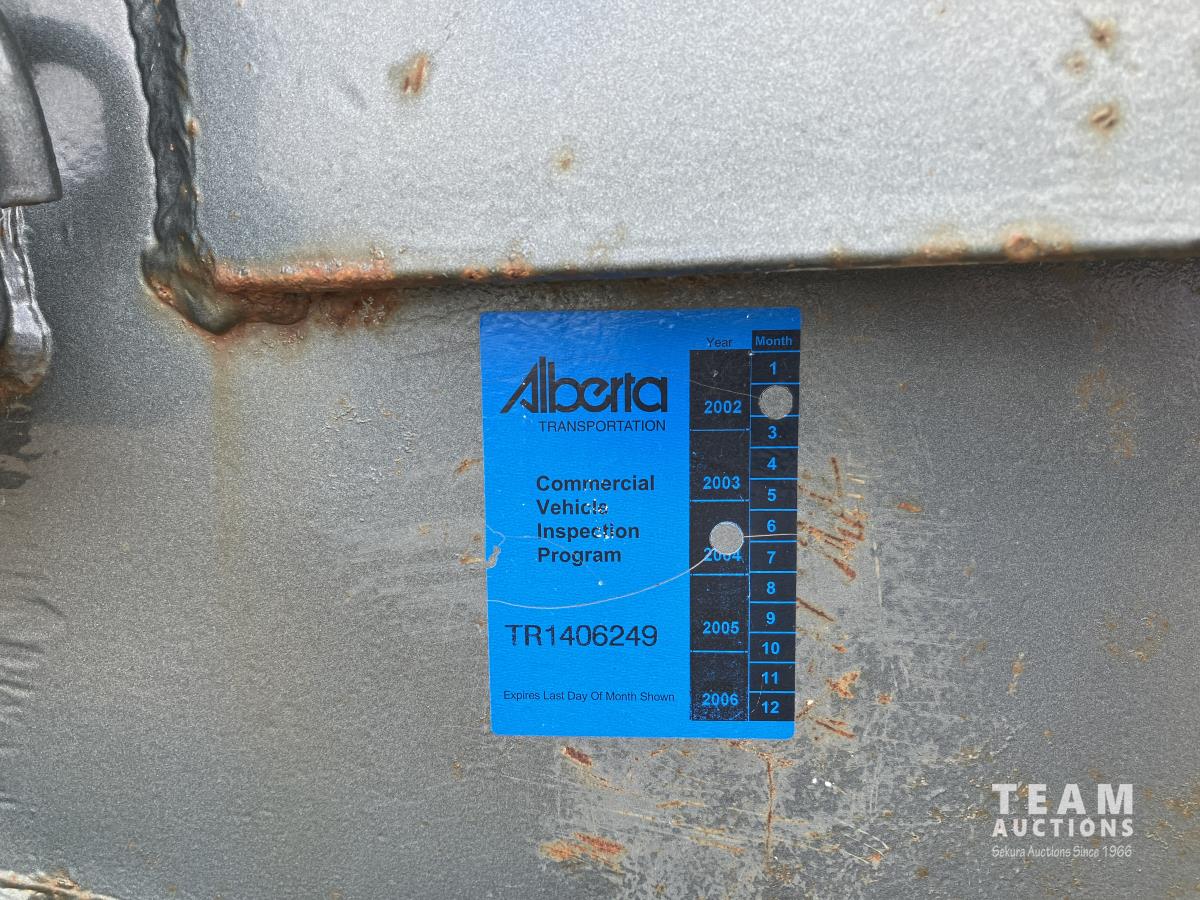 Alberta
TRANSPORTATION
Commercial
Vehicle
Inspection
Program
TR1406249
Expires Last Day Of Month Shown
Year
2002
2003
2004
2005
2006
Month
1
3
4
5
6
7
8
9
10
11
12
TEAM
AUCTIONS
Sekura Auctions Since 1966